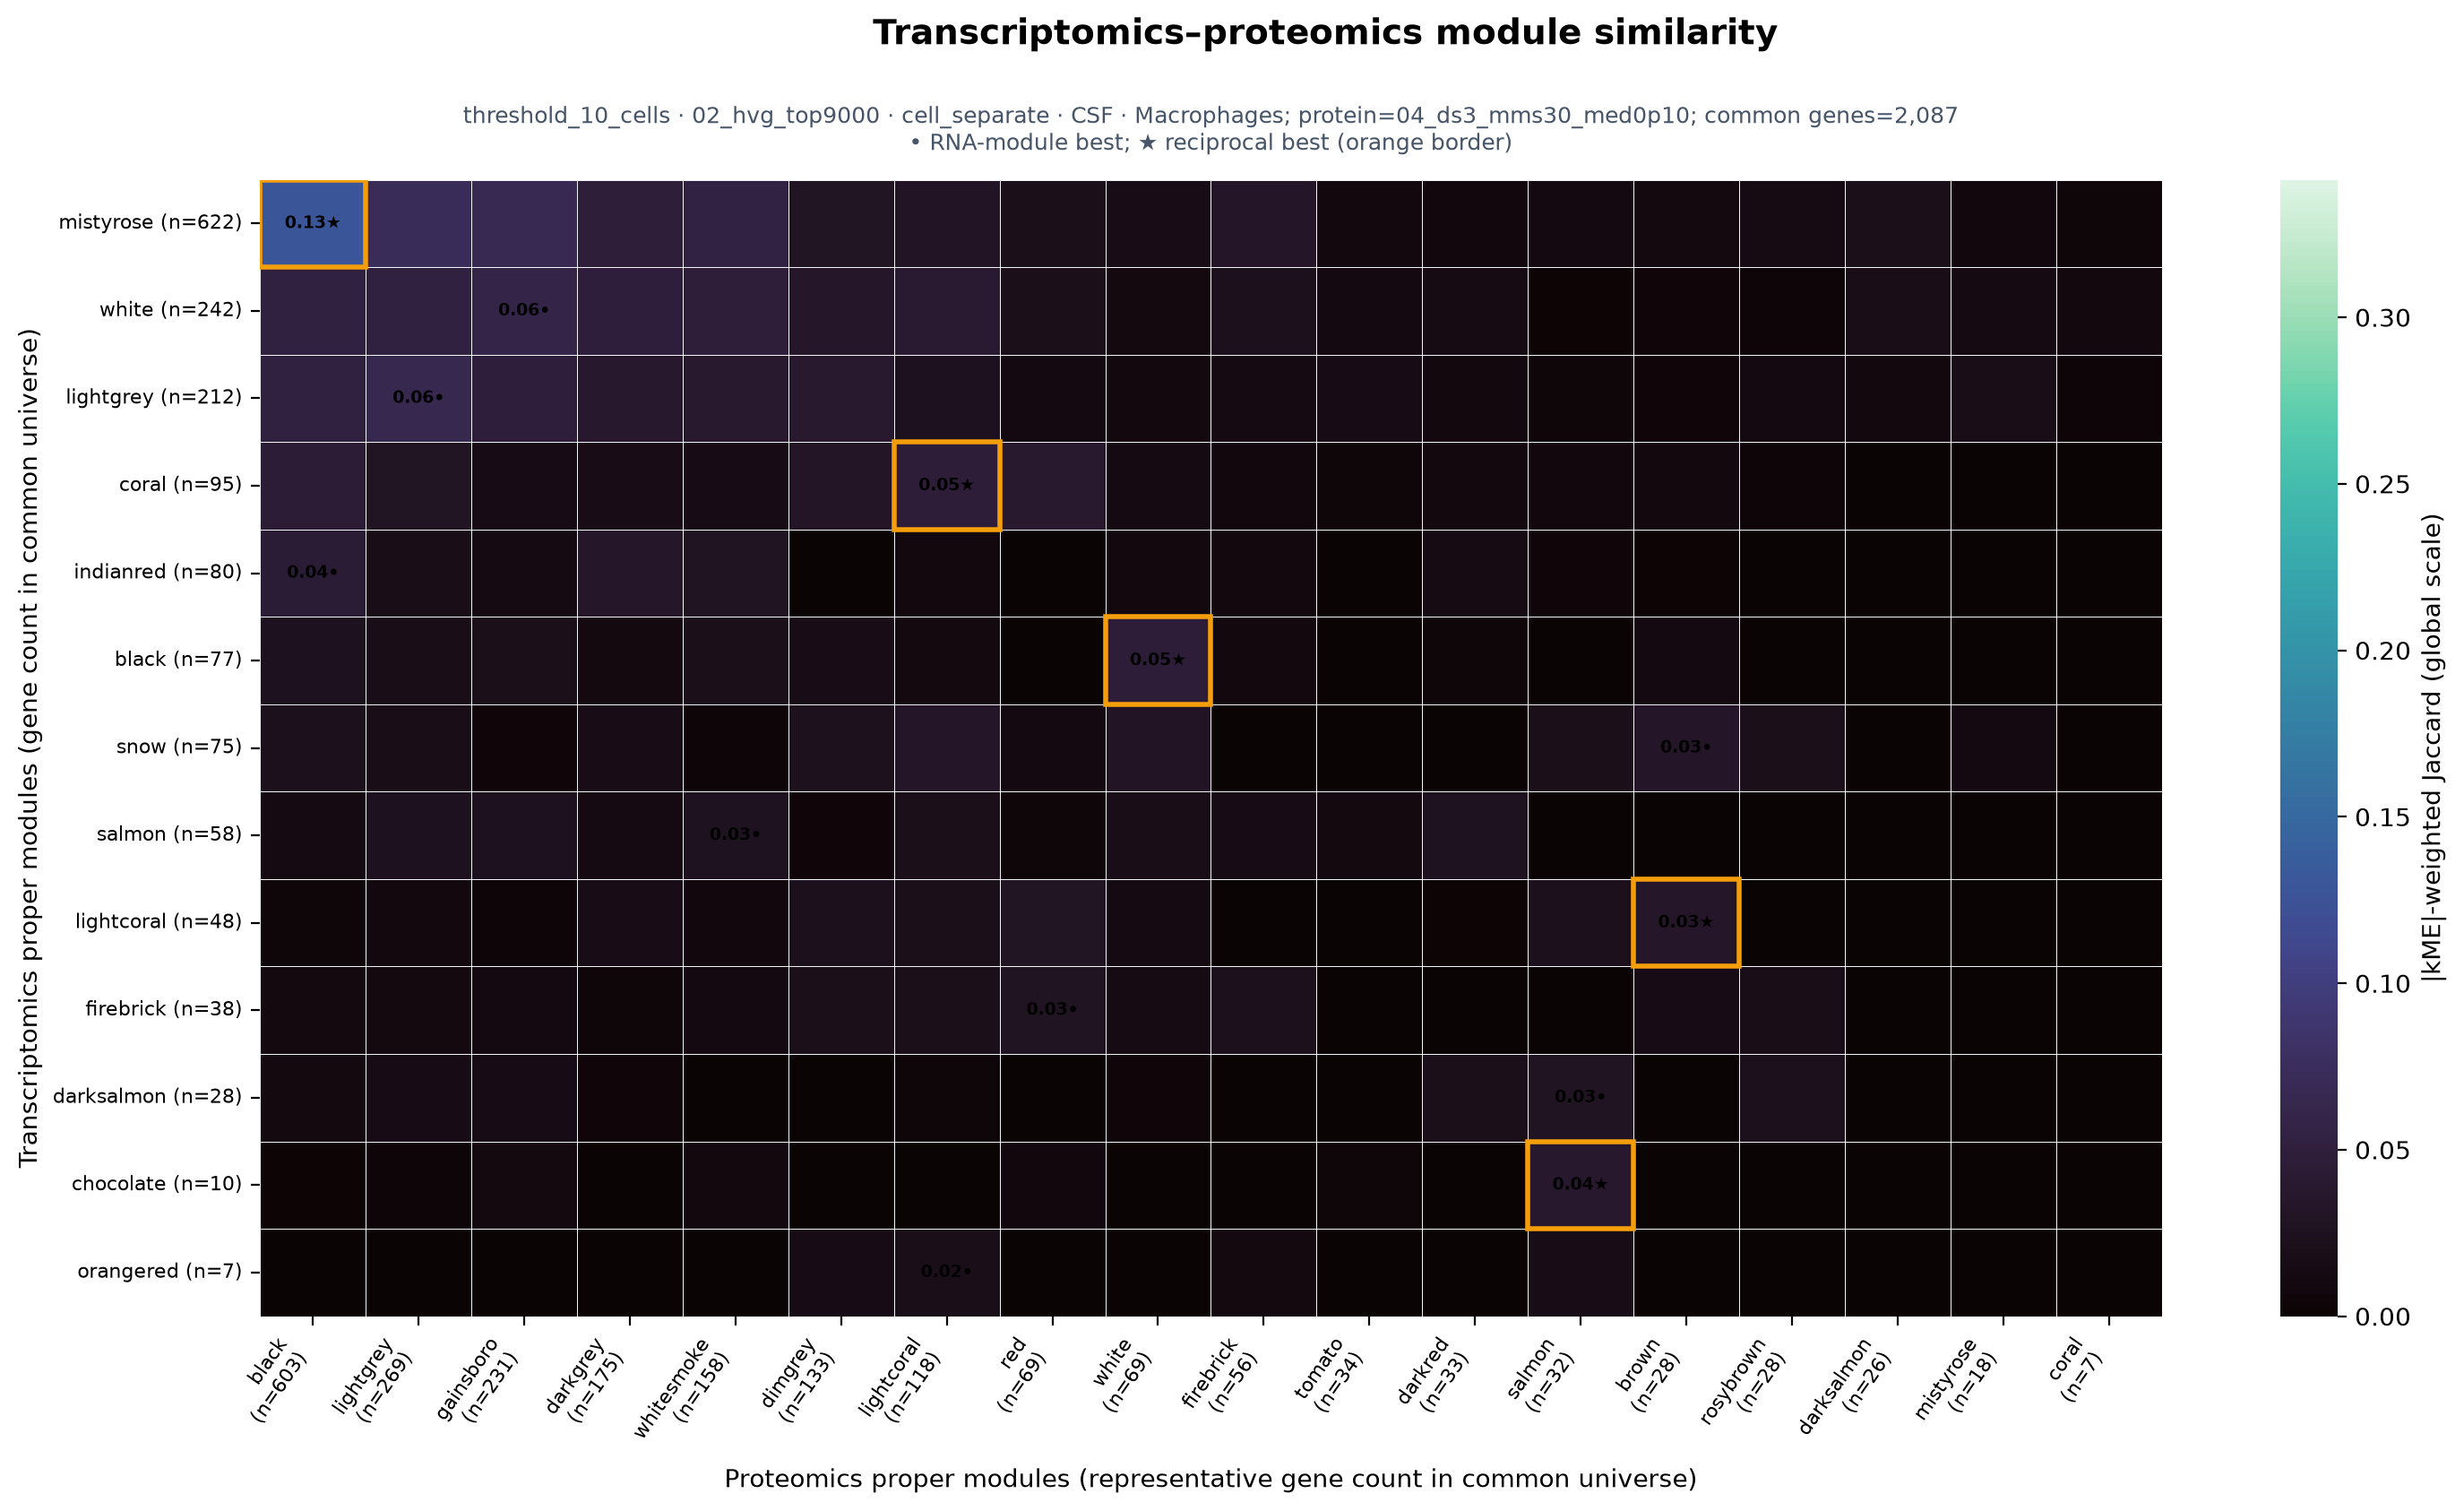 Transcriptomics–proteomics module similarity
threshold_10_cells · 02_hvg_top9000 · cell_separate · CSF · Macrophages; protein=04_ds3_mms30_med0p10; common genes=2,087
• RNA-module best; ★ reciprocal best (orange border)
Transcriptomics proper modules (gene count in common universe)
mistyrose (n=622)
0.13★
white (n=242)
0.06•
lightgrey (n=212)
0.06•
coral (n=95)
0.05★
indianred (n=80)
0.04•
black (n=77)
0.05★
snow (n=75)
0.03•
salmon (n=58)
0.03•
lightcoral (n=48)
0.03★
firebrick (n=38)
0.03•
darksalmon (n=28)
0.03•
chocolate (n=10)
0.04★
orangered (n=7)
0.02•
black
(n=603)
lightgrey
(n=269)
gainsboro
(n=231)
darkgrey
(n=175)
whitesmoke
(n=158)
dimgrey
(n=133)
lightcoral
(n=118)
red
(n=69)
white
(n=69)
firebrick
(n=56)
tomato
(n=34)
darkred
(n=33)
salmon
(n=32)
brown
(n=28)
rosybrown
(n=28)
darksalmon
(n=26)
mistyrose
(n=18)
coral
(n=7)
Proteomics proper modules (representative gene count in common universe)
0.30
0.25
0.20
0.15
0.10
0.05
0.00
|kME|-weighted Jaccard (global scale)